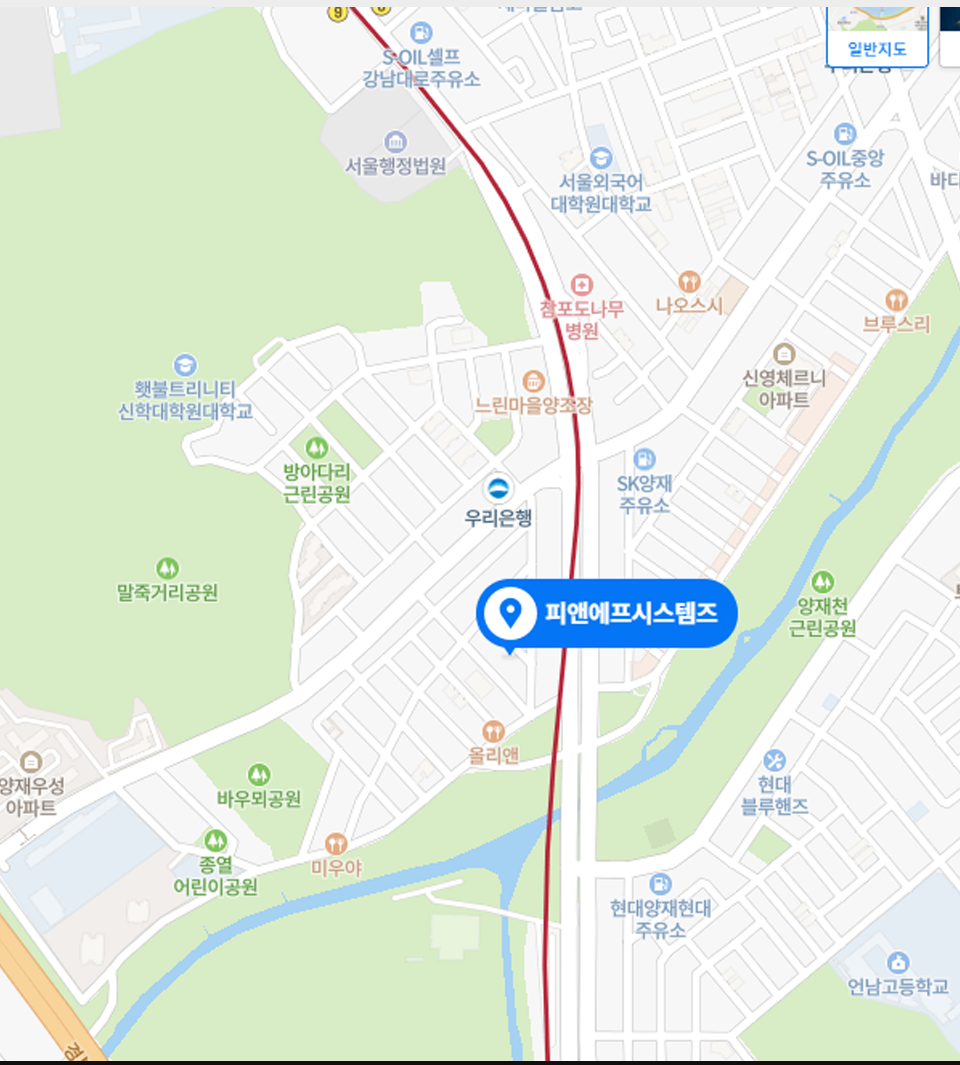 9
일반지도
S-OIL셀프
강남대로주유소
서울행정법원
서울외국어
대학원대학교
S-OIL중앙
주유소
참포도나무
병원
나오스시
브루스리
횃불트리니티
신학대학원대학교
느린마을양조장
신영체르니
아파트
방아다리
근린공원
우리은행
SK양재
주유소
말죽거리공원
피앤에프시스템즈
양재천
근린공원
올리앤
양재우성
아파트
바우뫼공원
현대
블루핸즈
종열
어린이공원
미우야
현대양재현대
주유소
언남고등학교